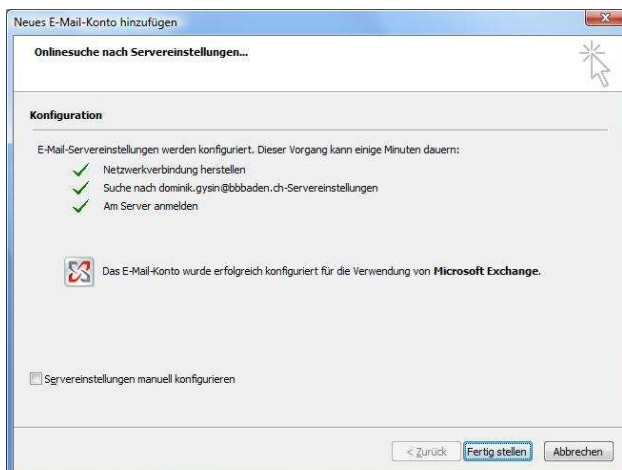 Neues E-Mail-Konto hinzufügen
Onlinesuche nach Servereinstellungen...
Konfiguration
E-Mail-Servereinstellungen werden konfiguriert. Dieser Vorgang kann einige Minuten dauern:
Netzwerkverbindung herstellen
Suche nach dominik.gysin@bbbaden.ch-Servereinstellungen
Am Server anmelden
Das E-Mail-Konto wurde erfolgreich konfiguriert für die Verwendung von Microsoft Exchange.
Servereinstellungen manuell konfigurieren
< Zurück Fertig stellen Abbrechen